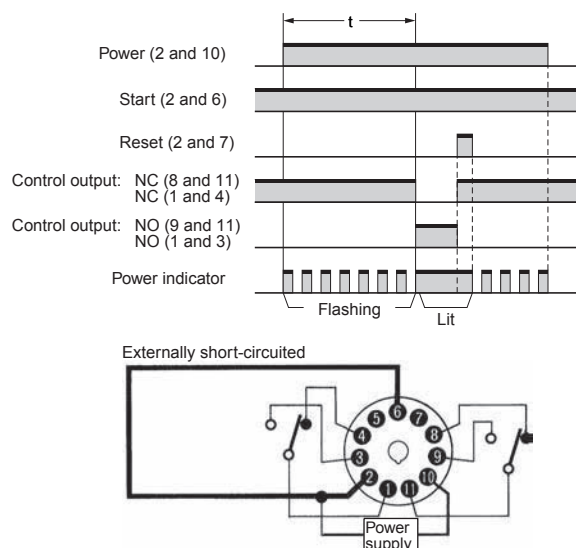 t
Power (2 and 10)
Start (2 and 6)
Reset (2 and 7)
Control output: NC (8 and 11)
NC (1 and 4)
Control output: NO (9 and 11)
NO (1 and 3)
Power indicator
Flashing
Lit
Externally short-circuited
6
5 7
4 8
3 9
2 10
1 11
Power
supply